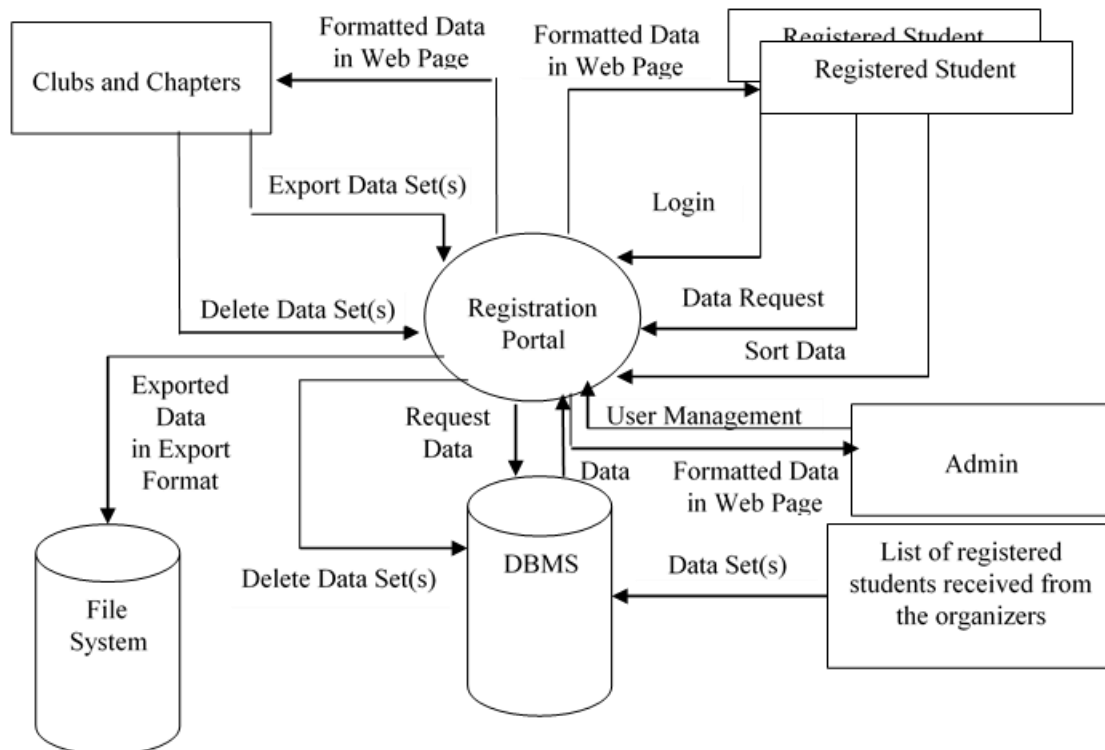 Formatted Data
in Web Page
Formatted Data
in Web Page
Registered Student
Registered Student
Clubs and Chapters
Export Data Set(s)
Login
Delete Data Set(s)
Registration
Portal
Data Request
Sort Data
Exported
Data
in Export
Format
Request
Data
User Management
Data
Formatted Data
in Web Page
Admin
Delete Data Set(s)
DBMS
Data Set(s)
List of registered
students received from
the organizers
File
System